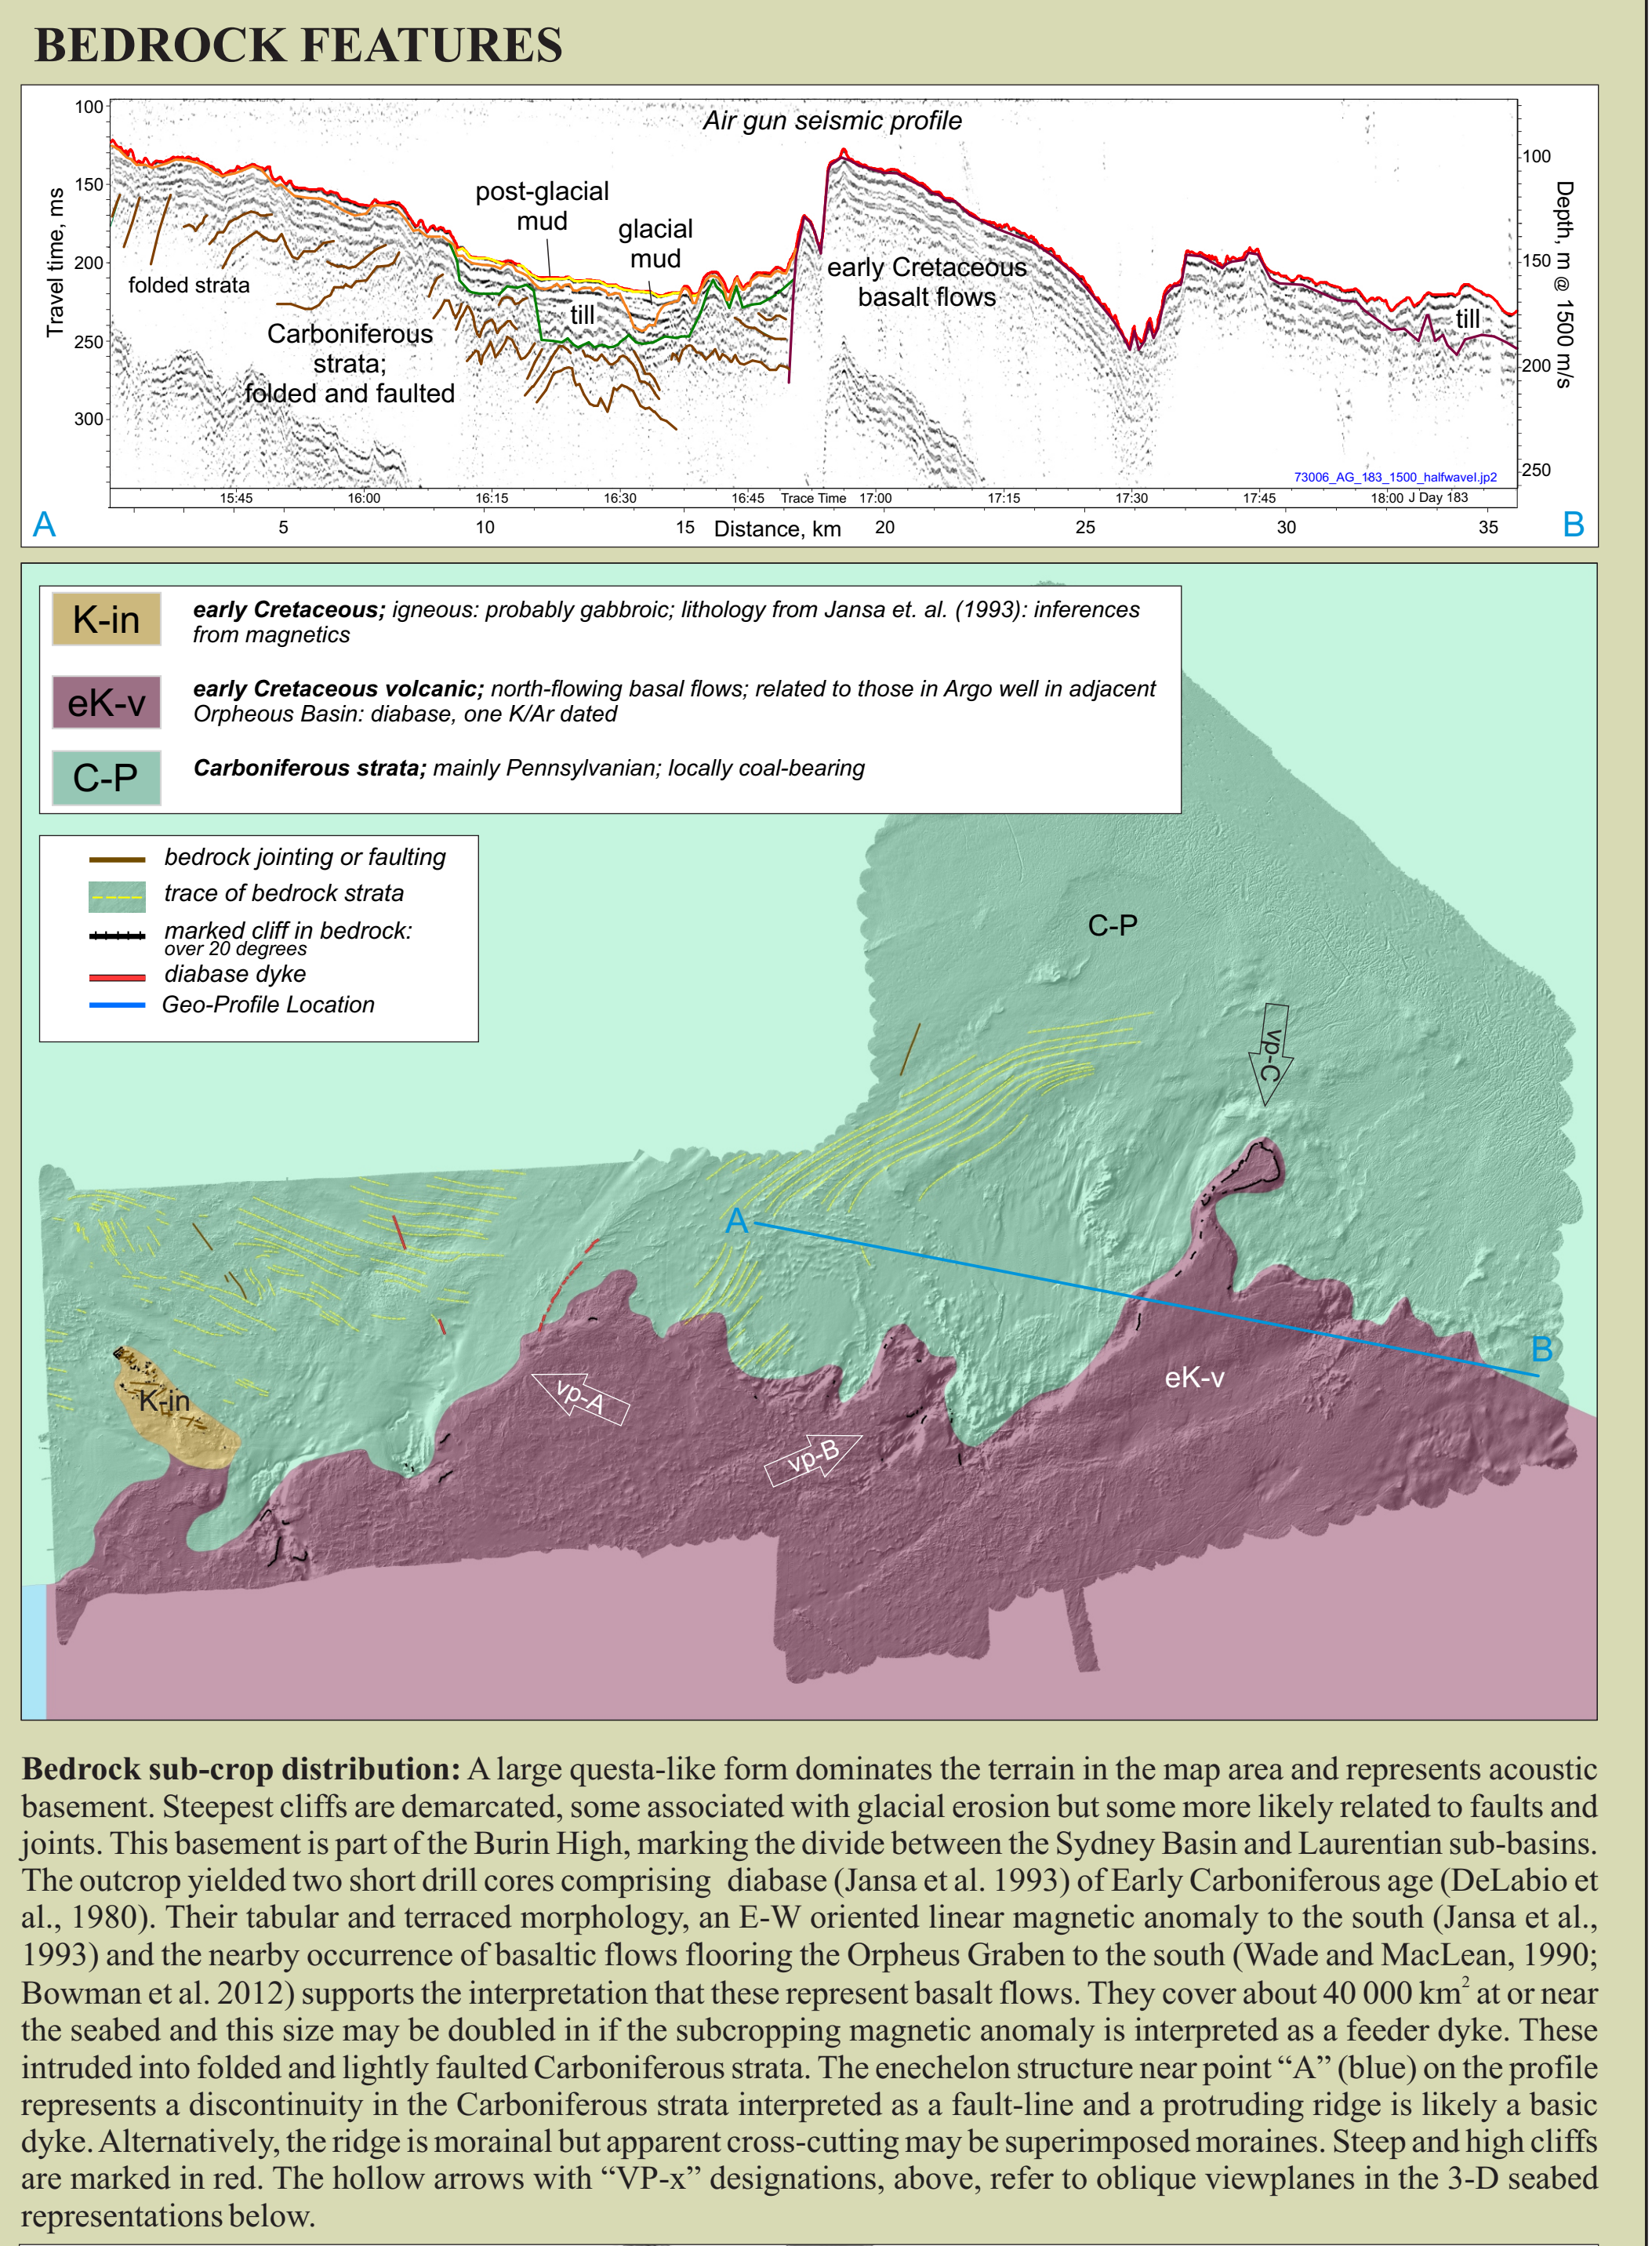 BEDROCK FEATURES
Air gun seismic profile
100
150
200
250
300
Travel time, ms
100
150
200
250
Depth, m @ 1500 m/s
post-glacial
mud
glacial
mud
folded strata
till
early Cretaceous
basalt flows
Carboniferous
strata;
folded and faulted
till
73006_AG_183_1500_halfwavel.jp2
15:45 16:00 16:15 16:30 16:45 Trace Time 17:00 17:15 17:30 17:45 18:00 J Day 183
A 5 10 15 Distance, km 20 25 30 35 B
K-in
early Cretaceous; igneous: probably gabbroic; lithology from Jansa et. al. (1993): inferences
from magnetics
eK-v
early Cretaceous volcanic; north-flowing basal flows; related to those in Argo well in adjacent
Orpheous Basin: diabase, one K/Ar dated
C-P
Carboniferous strata; mainly Pennsylvanian; locally coal-bearing
bedrock jointing or faulting
trace of bedrock strata
marked cliff in bedrock:
over 20 degrees
diabase dyke
Geo-Profile Location
C-P
vp-C
A
B
K-in
vp-A
eK-v
vp-B
Bedrock sub-crop distribution: A large questa-like form dominates the terrain in the map area and represents acoustic
basement. Steepest cliffs are demarcated, some associated with glacial erosion but some more likely related to faults and
joints. This basement is part of the Burin High, marking the divide between the Sydney Basin and Laurentian sub-basins.
The outcrop yielded two short drill cores comprising diabase (Jansa et al. 1993) of Early Carboniferous age (DeLabio et
al., 1980). Their tabular and terraced morphology, an E-W oriented linear magnetic anomaly to the south (Jansa et al.,
1993) and the nearby occurrence of basaltic flows flooring the Orpheus Graben to the south (Wade and MacLean, 1990;
Bowman et al. 2012) supports the interpretation that these represent basalt flows. They cover about 40 000 km² at or near
the seabed and this size may be doubled in if the subcropping magnetic anomaly is interpreted as a feeder dyke. These
intruded into folded and lightly faulted Carboniferous strata. The enechelon structure near point “A” (blue) on the profile
represents a discontinuity in the Carboniferous strata interpreted as a fault-line and a protruding ridge is likely a basic
dyke. Alternatively, the ridge is morainal but apparent cross-cutting may be superimposed moraines. Steep and high cliffs
are marked in red. The hollow arrows with “VP-x” designations, above, refer to oblique viewplanes in the 3-D seabed
representations below.